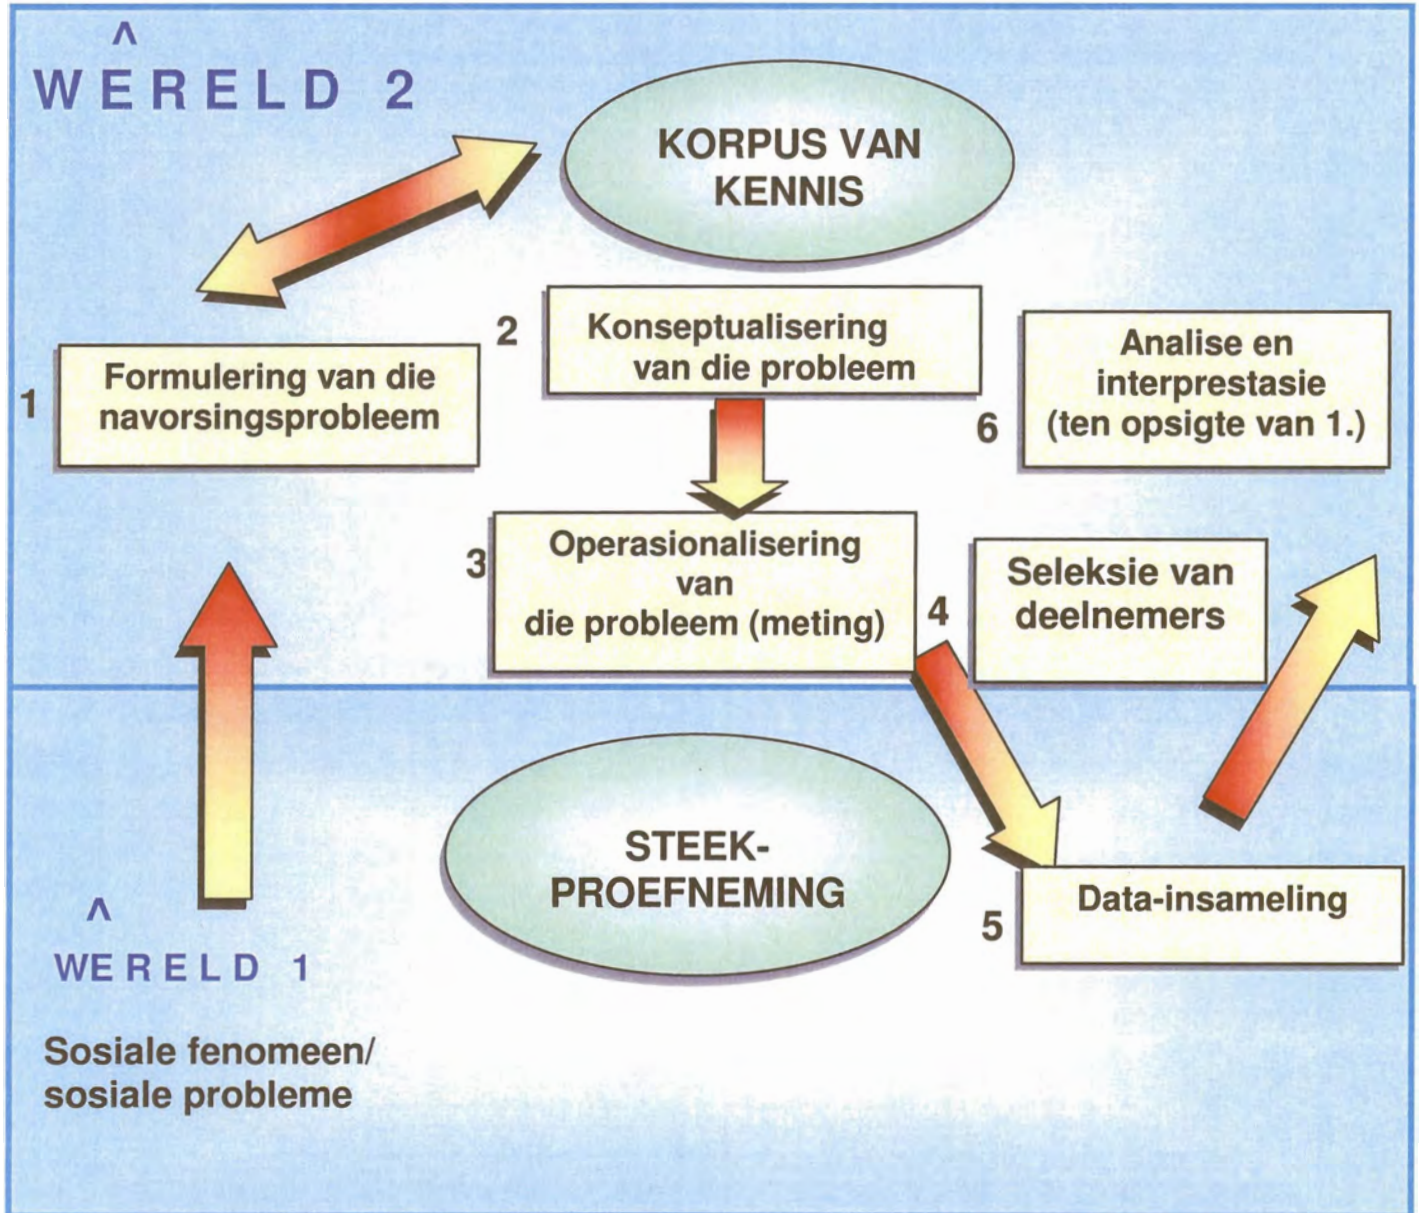 WÊRELD 2
KORPUS VAN
KENNIS
1
Formulering van die
navorsingsprobleem
2
Konseptualisering
van die probleem
3
Operasionalisering
van
die probleem (meting)
4
Seleksie van
deelnemers
6
Analise en
interprestasie
(ten opsigte van 1.)
STEEK-
PROEFNEMING
5
Data-insameling
WÊRELD 1
Sosiale fenomeen/
sosiale probleme